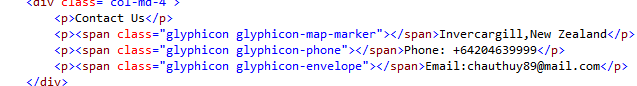 <div class="col-md-4">
<p>Contact Us</p>
<p><span class="glyphicon glyphicon-map-marker"></span>Invercargill,New Zealand</p>
<p><span class="glyphicon glyphicon-phone"></span>Phone: +64204639999</p>
<p><span class="glyphicon glyphicon-envelope"></span>Email:chauthuy89@mail.com</p>
</div>